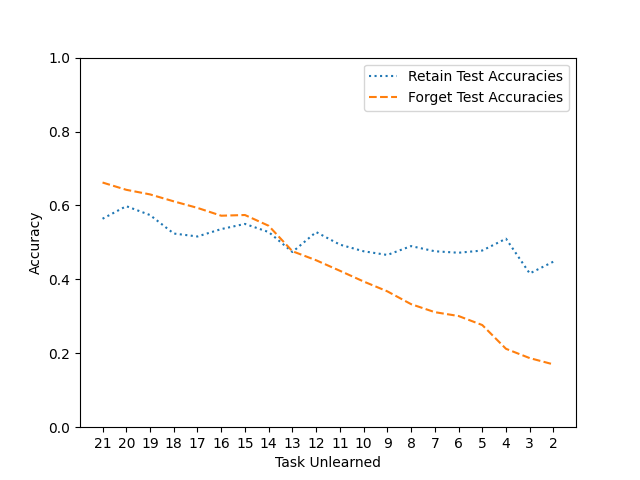 1.0
0.8
0.6
0.4
0.2
0.0
Accuracy
Retain Test Accuracies
Forget Test Accuracies
21 20 19 18 17 16 15 14 13 12 11 10 9 8 7 6 5 4 3 2
Task Unlearned